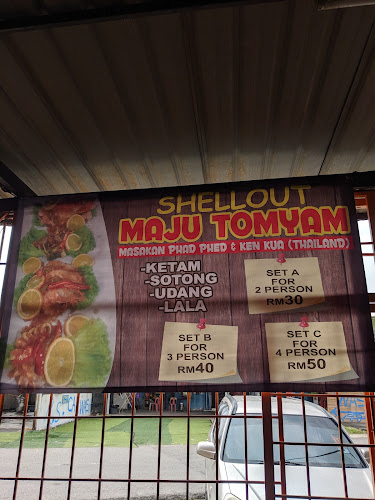 SHELLOUT
MAJU TOMYAM
MASAKAN PHAD PHED & KEN KUA (THAILAND)
-KETAM
-SOTONG
-UDANG
-LALA
SET A
FOR
2 PERSON
RM30
SET B
FOR
3 PERSON
RM40
SET C
FOR
4 PERSON
RM50